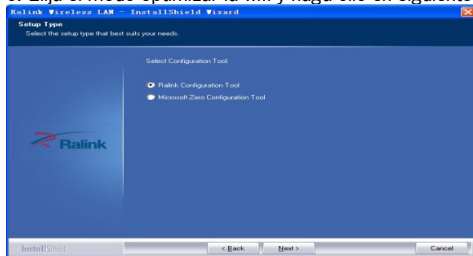 Ralink Wireless LAN - InstallShield Wizard
Setup Type
Select the setup type that best suits your needs.
Select Configuration Tool.
Ralink Configuration Tool
Microsoft Zero Configuration Tool
Ralink
InstallShield
< Back
Next >
Cancel